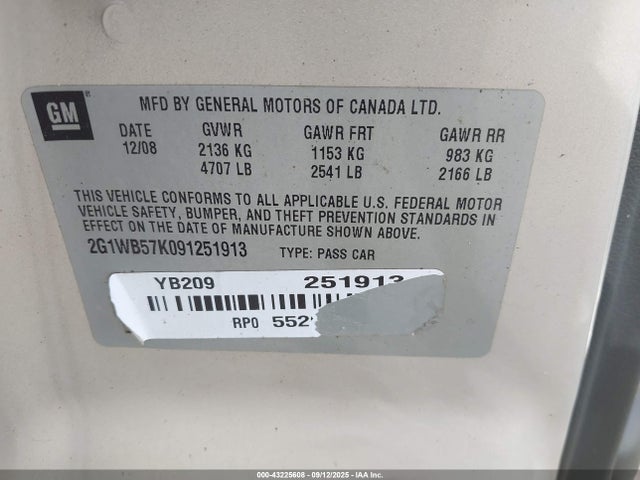 GM
MFD BY GENERAL MOTORS OF CANADA LTD.
DATE GVWR GAWR FRT GAWR RR
12/08 2136 KG 1153 KG 983 KG
4707 LB 2541 LB 2166 LB
THIS VEHICLE CONFORMS TO ALL APPLICABLE U.S. FEDERAL MOTOR
VEHICLE SAFETY, BUMPER, AND THEFT PREVENTION STANDARDS IN
EFFECT ON THE DATE OF MANUFACTURE SHOWN ABOVE.
2G1WB57K091251913 TYPE: PASS CAR
YB209 251913
RPO 552
000-43225608 - 09/12/2025 - IAA Inc.